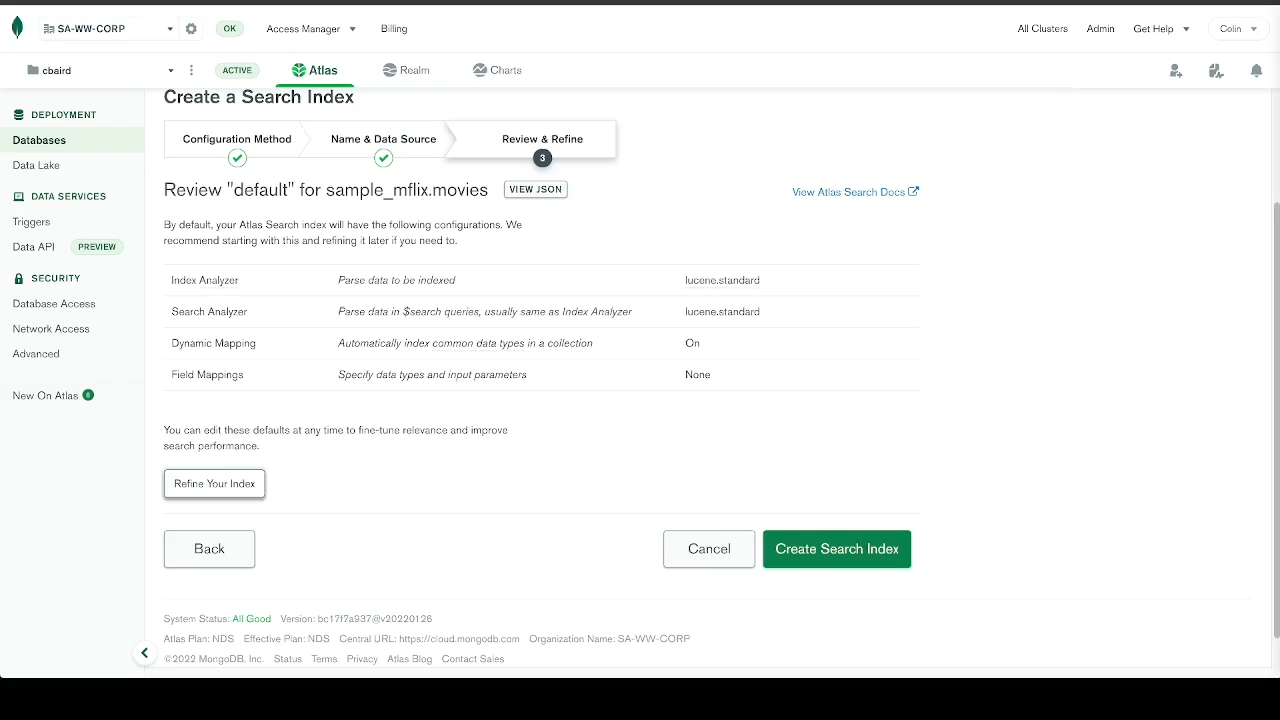 SA-WW-CORP OK Access Manager Billing All Clusters Admin Get Help Colin
cbaird ACTIVE Atlas Realm Charts
DEPLOYMENT
Databases
Data Lake
DATA SERVICES
Triggers
Data API PREVIEW
SECURITY
Database Access
Network Access
Advanced
New On Atlas 6
Create a Search Index
Configuration Method Name & Data Source Review & Refine
3
Review "default" for sample_mflix.movies VIEW JSON View Atlas Search Docs
By default, your Atlas Search index will have the following configurations. We
recommend starting with this and refining it later if you need to.
Index Analyzer Parse data to be indexed lucene.standard
Search Analyzer Parse data in $search queries, usually same as Index Analyzer lucene.standard
Dynamic Mapping Automatically index common data types in a collection On
Field Mappings Specify data types and input parameters None
You can edit these defaults at any time to fine-tune relevance and improve
search performance.
Refine Your Index
Back Cancel Create Search Index
System Status: All Good Version: bc17f7a937@v20220126
Atlas Plan: NDS Effective Plan: NDS Central URL: https://cloud.mongodb.com Organization Name: SA-WW-CORP
©2022 MongoDB, Inc. Status Terms Privacy Atlas Blog Contact Sales